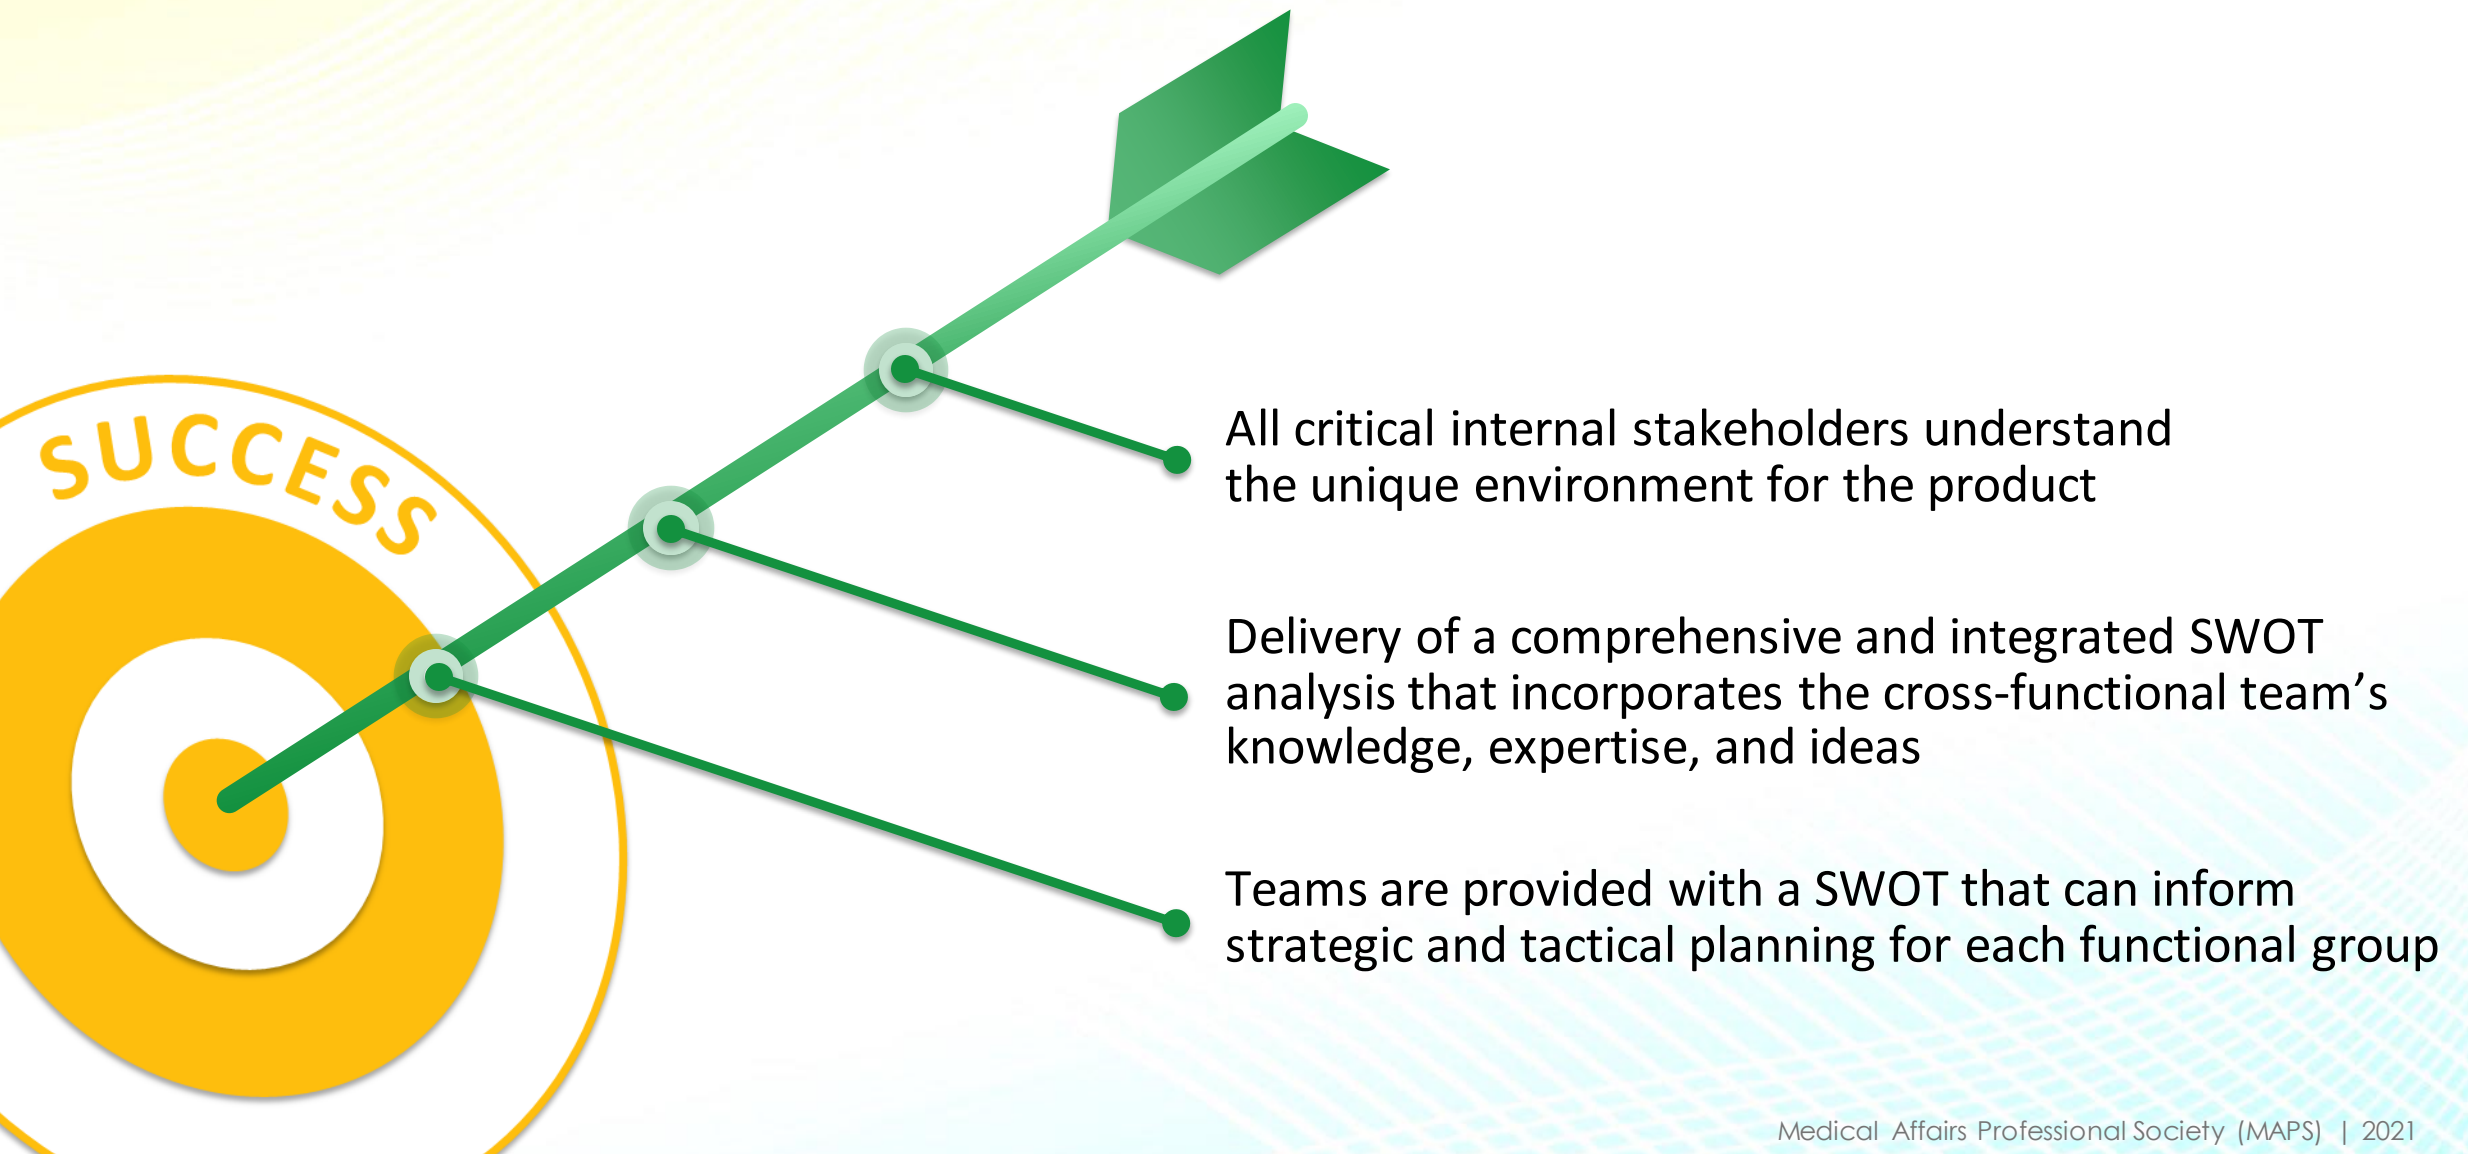 SUCCESS
All critical internal stakeholders understand
the unique environment for the product
Delivery of a comprehensive and integrated SWOT
analysis that incorporates the cross-functional team’s
knowledge, expertise, and ideas
Teams are provided with a SWOT that can inform
strategic and tactical planning for each functional group
Medical Affairs Professional Society (MAPS) | 2021